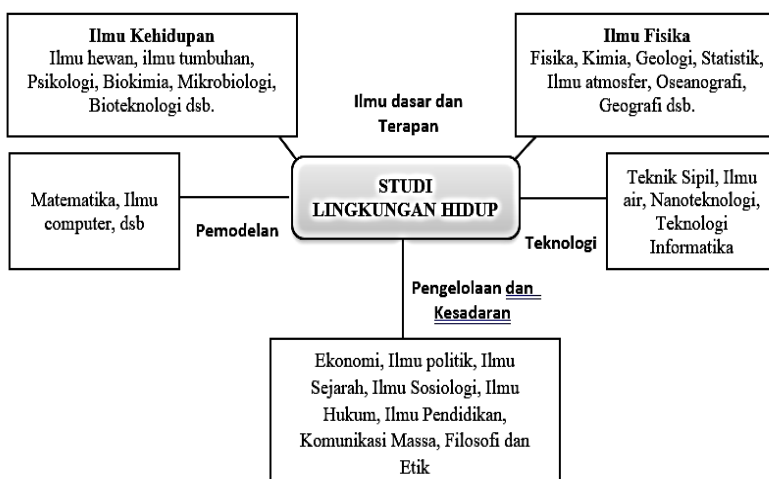 Ilmu Kehidupan
Ilmu hewan, ilmu tumbuhan,
Psikologi, Biokimia, Mikrobiologi,
Bioteknologi dsb.
Ilmu dasar dan
Terapan
Ilmu Fisika
Fisika, Kimia, Geologi, Statistik,
Ilmu atmosfer, Oseanografi,
Geografi dsb.
Matematika, Ilmu
computer, dsb
Pemodelan
STUDI
LINGKUNGAN HIDUP
Teknologi
Teknik Sipil, Ilmu
air, Nanoteknologi,
Teknologi
Informatika
Pengelolaan dan
Kesadaran
Ekonomi, Ilmu politik, Ilmu
Sejarah, Ilmu Sosiologi, Ilmu
Hukum, Ilmu Pendidikan,
Komunikasi Massa, Filosofi dan
Etik